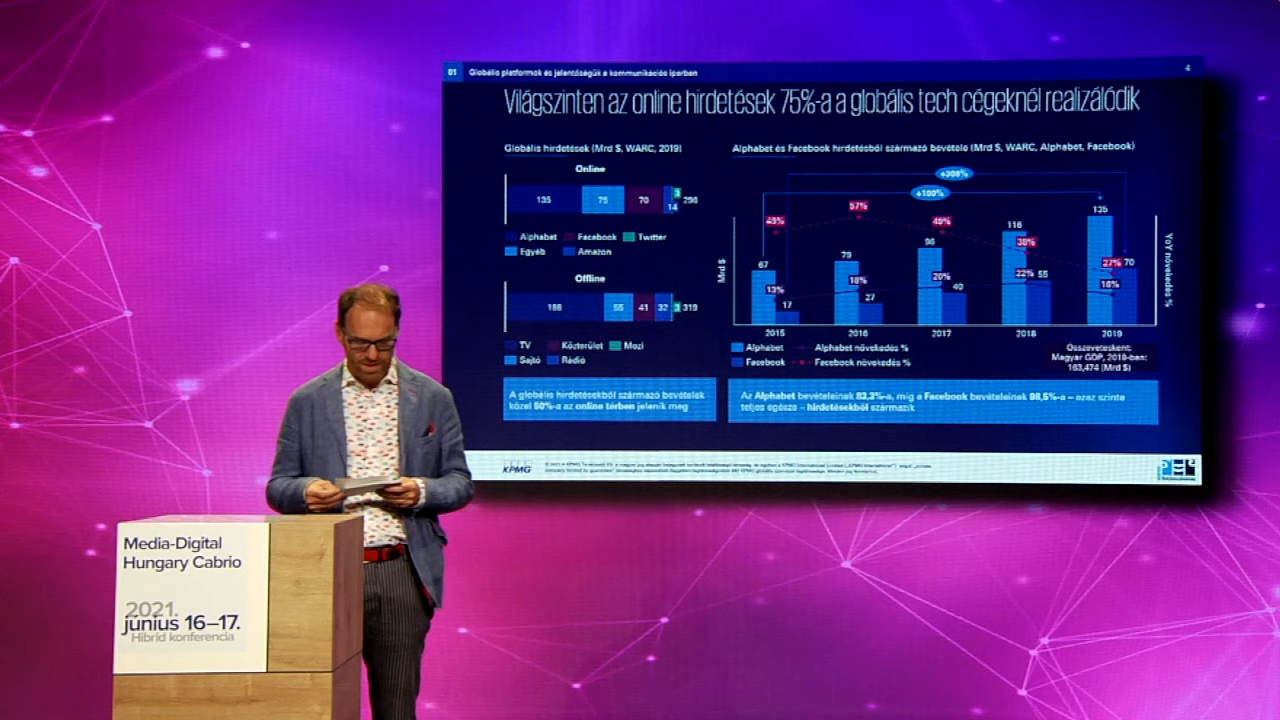 01 Globális platformok és jelentőségük a kommunikációs iparban 4
Világszinten az online hirdetések 75%-a a globális tech cégeknél realizálódik
Globális hirdetések (Mrd $, WARC, 2019)
Online
135 75 70 14 3 298
Alphabet Facebook Twitter
Egyéb Amazon
Offline
188 55 41 32 3 319
TV Közterület Mozi
Sajtó Rádió
A globális hirdetésekből származó bevételek
közel 50%-a az online térben jelenik meg
Alphabet és Facebook hirdetésből származó bevétele (Mrd $, WARC, Alphabet, Facebook)
+308%
+100%
49% 57% 49% 38% 27%
67 79 98 116 135
13% 18% 20% 22% 16%
17 27 40 55 70
Mrd $
YoY növekedés %
2015 2016 2017 2018 2019
Alphabet Alphabet növekedés %
Facebook Facebook növekedés %
Összevetésként:
Magyar GDP, 2019-ben:
163,474 (Mrd $)
Az Alphabet bevételeinek 83,3%-a, míg a Facebook bevételeinek 98,5%-a – azaz szinte
teljes egésze – hirdetésekből származik
KPMG
Media-Digital
Hungary Cabrio
2021.
június 16–17.
Hibrid konferencia